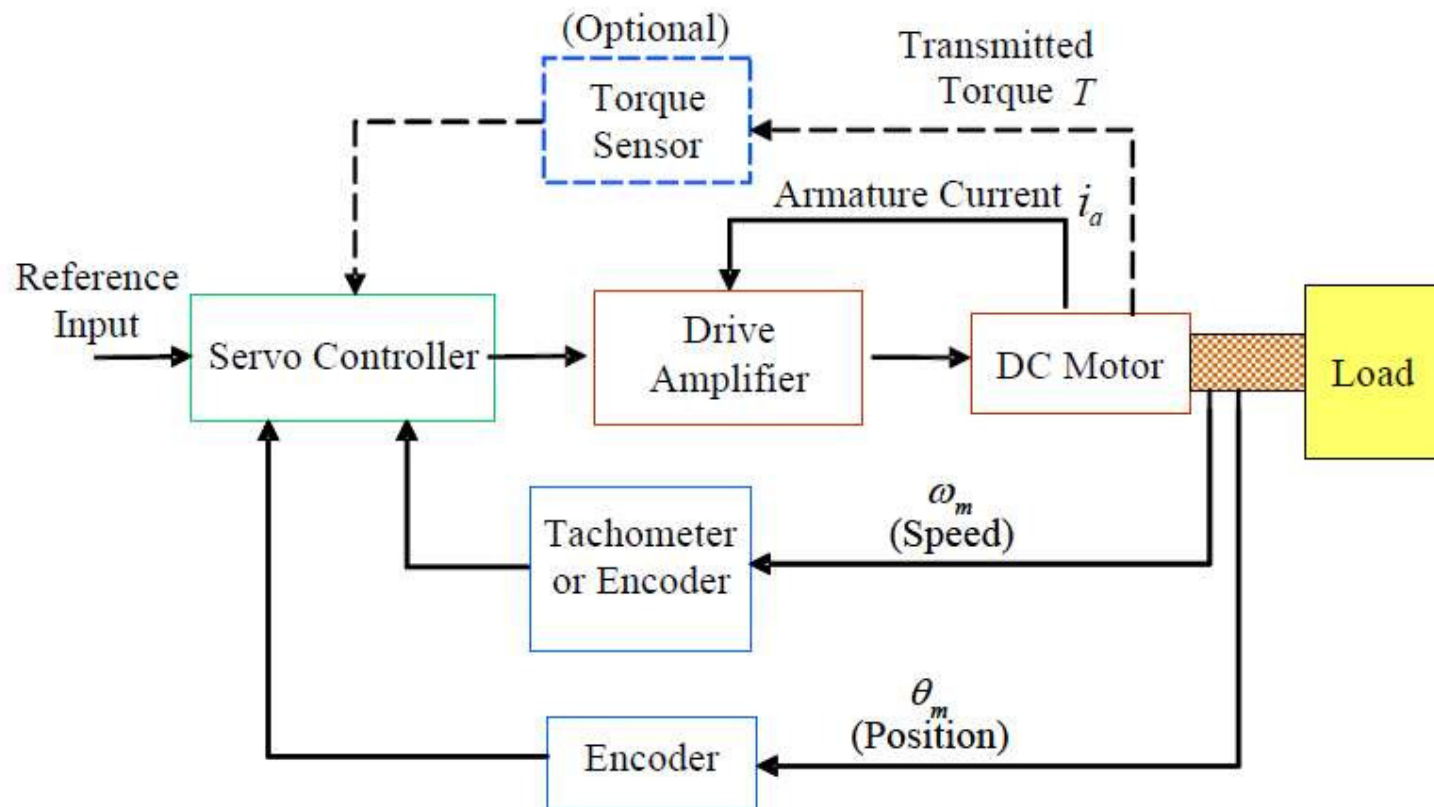 (Optional)
Torque
Sensor
Transmitted
Torque T
Armature Current i_a
Reference
Input
Servo Controller
Drive
Amplifier
DC Motor
Load
Tachometer
or Encoder
ω_m
(Speed)
Encoder
θ_m
(Position)